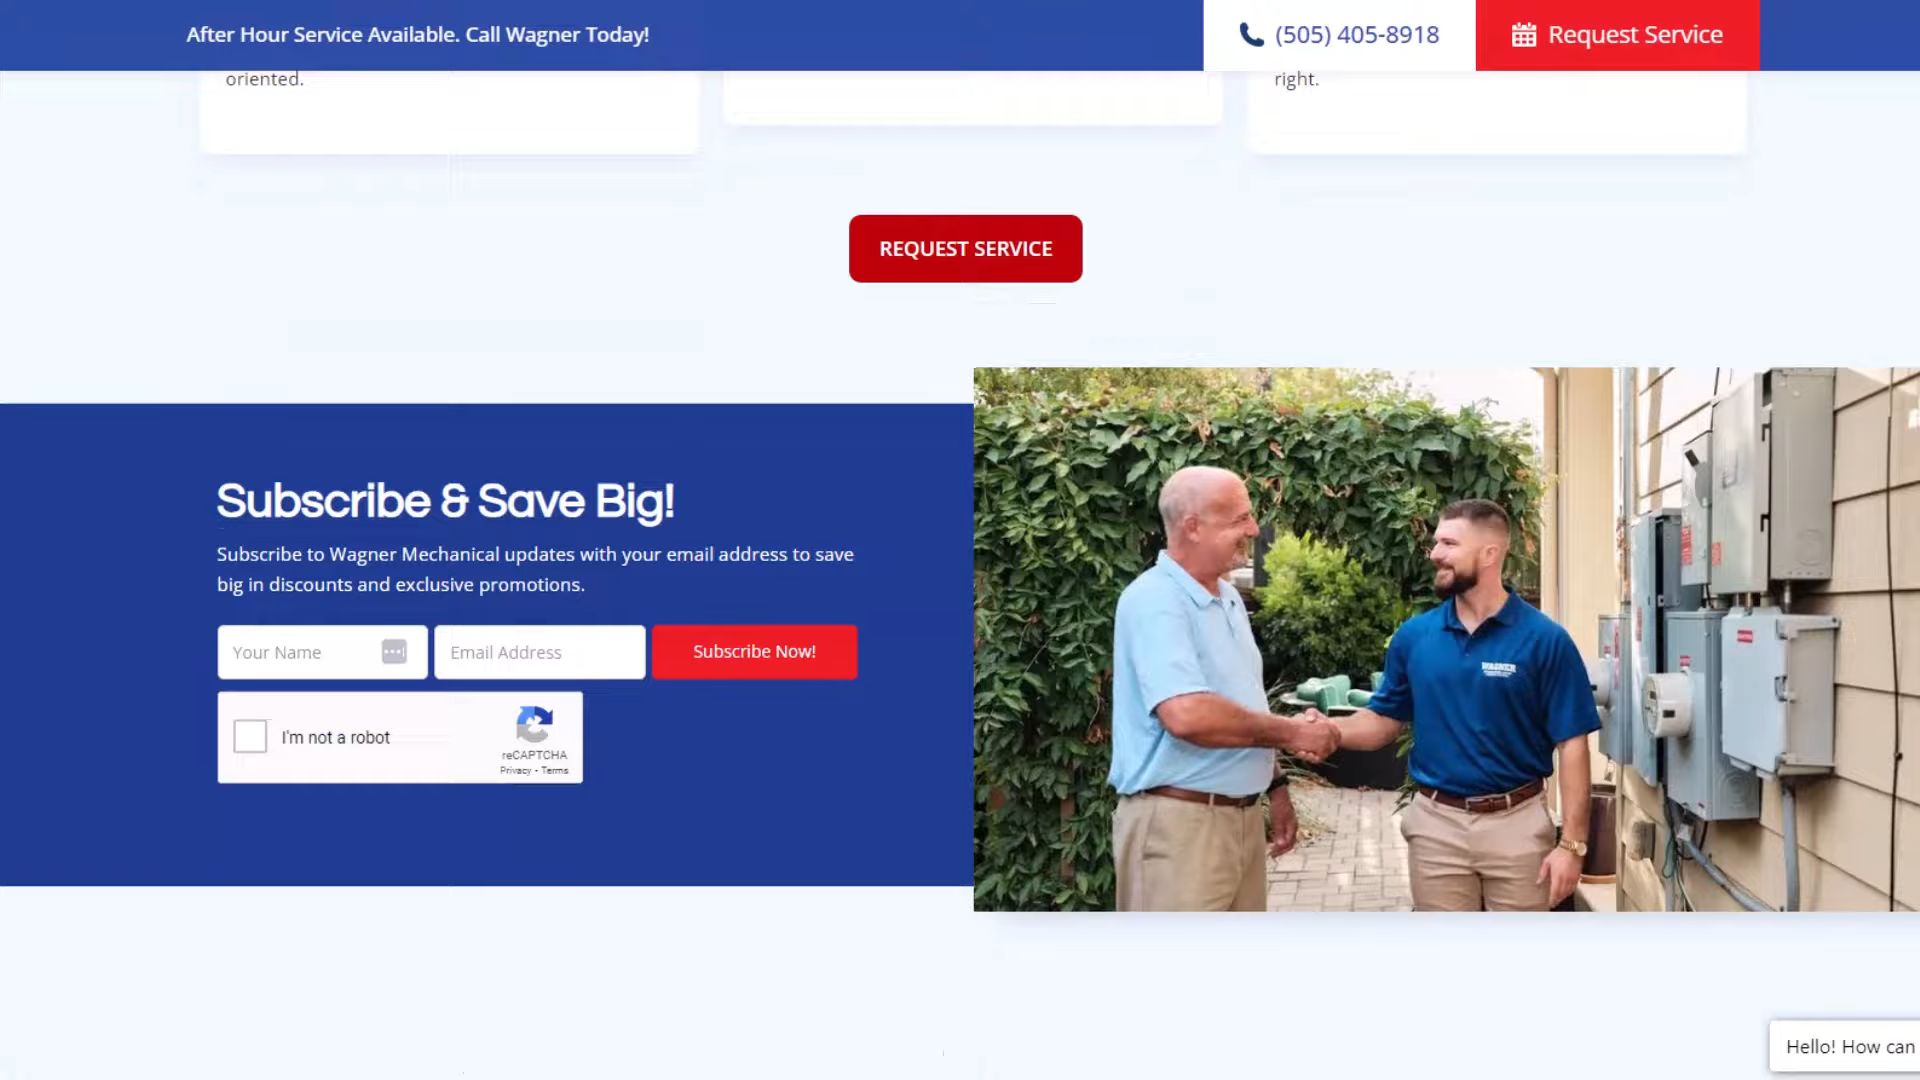 After Hour Service Available. Call Wagner Today!
(505) 405-8918
Request Service
oriented.
right.
REQUEST SERVICE
Subscribe & Save Big!
Subscribe to Wagner Mechanical updates with your email address to save
big in discounts and exclusive promotions.
Your Name
Email Address
Subscribe Now!
I'm not a robot
reCAPTCHA
Privacy • Terms
WAGNER
Hello! How can